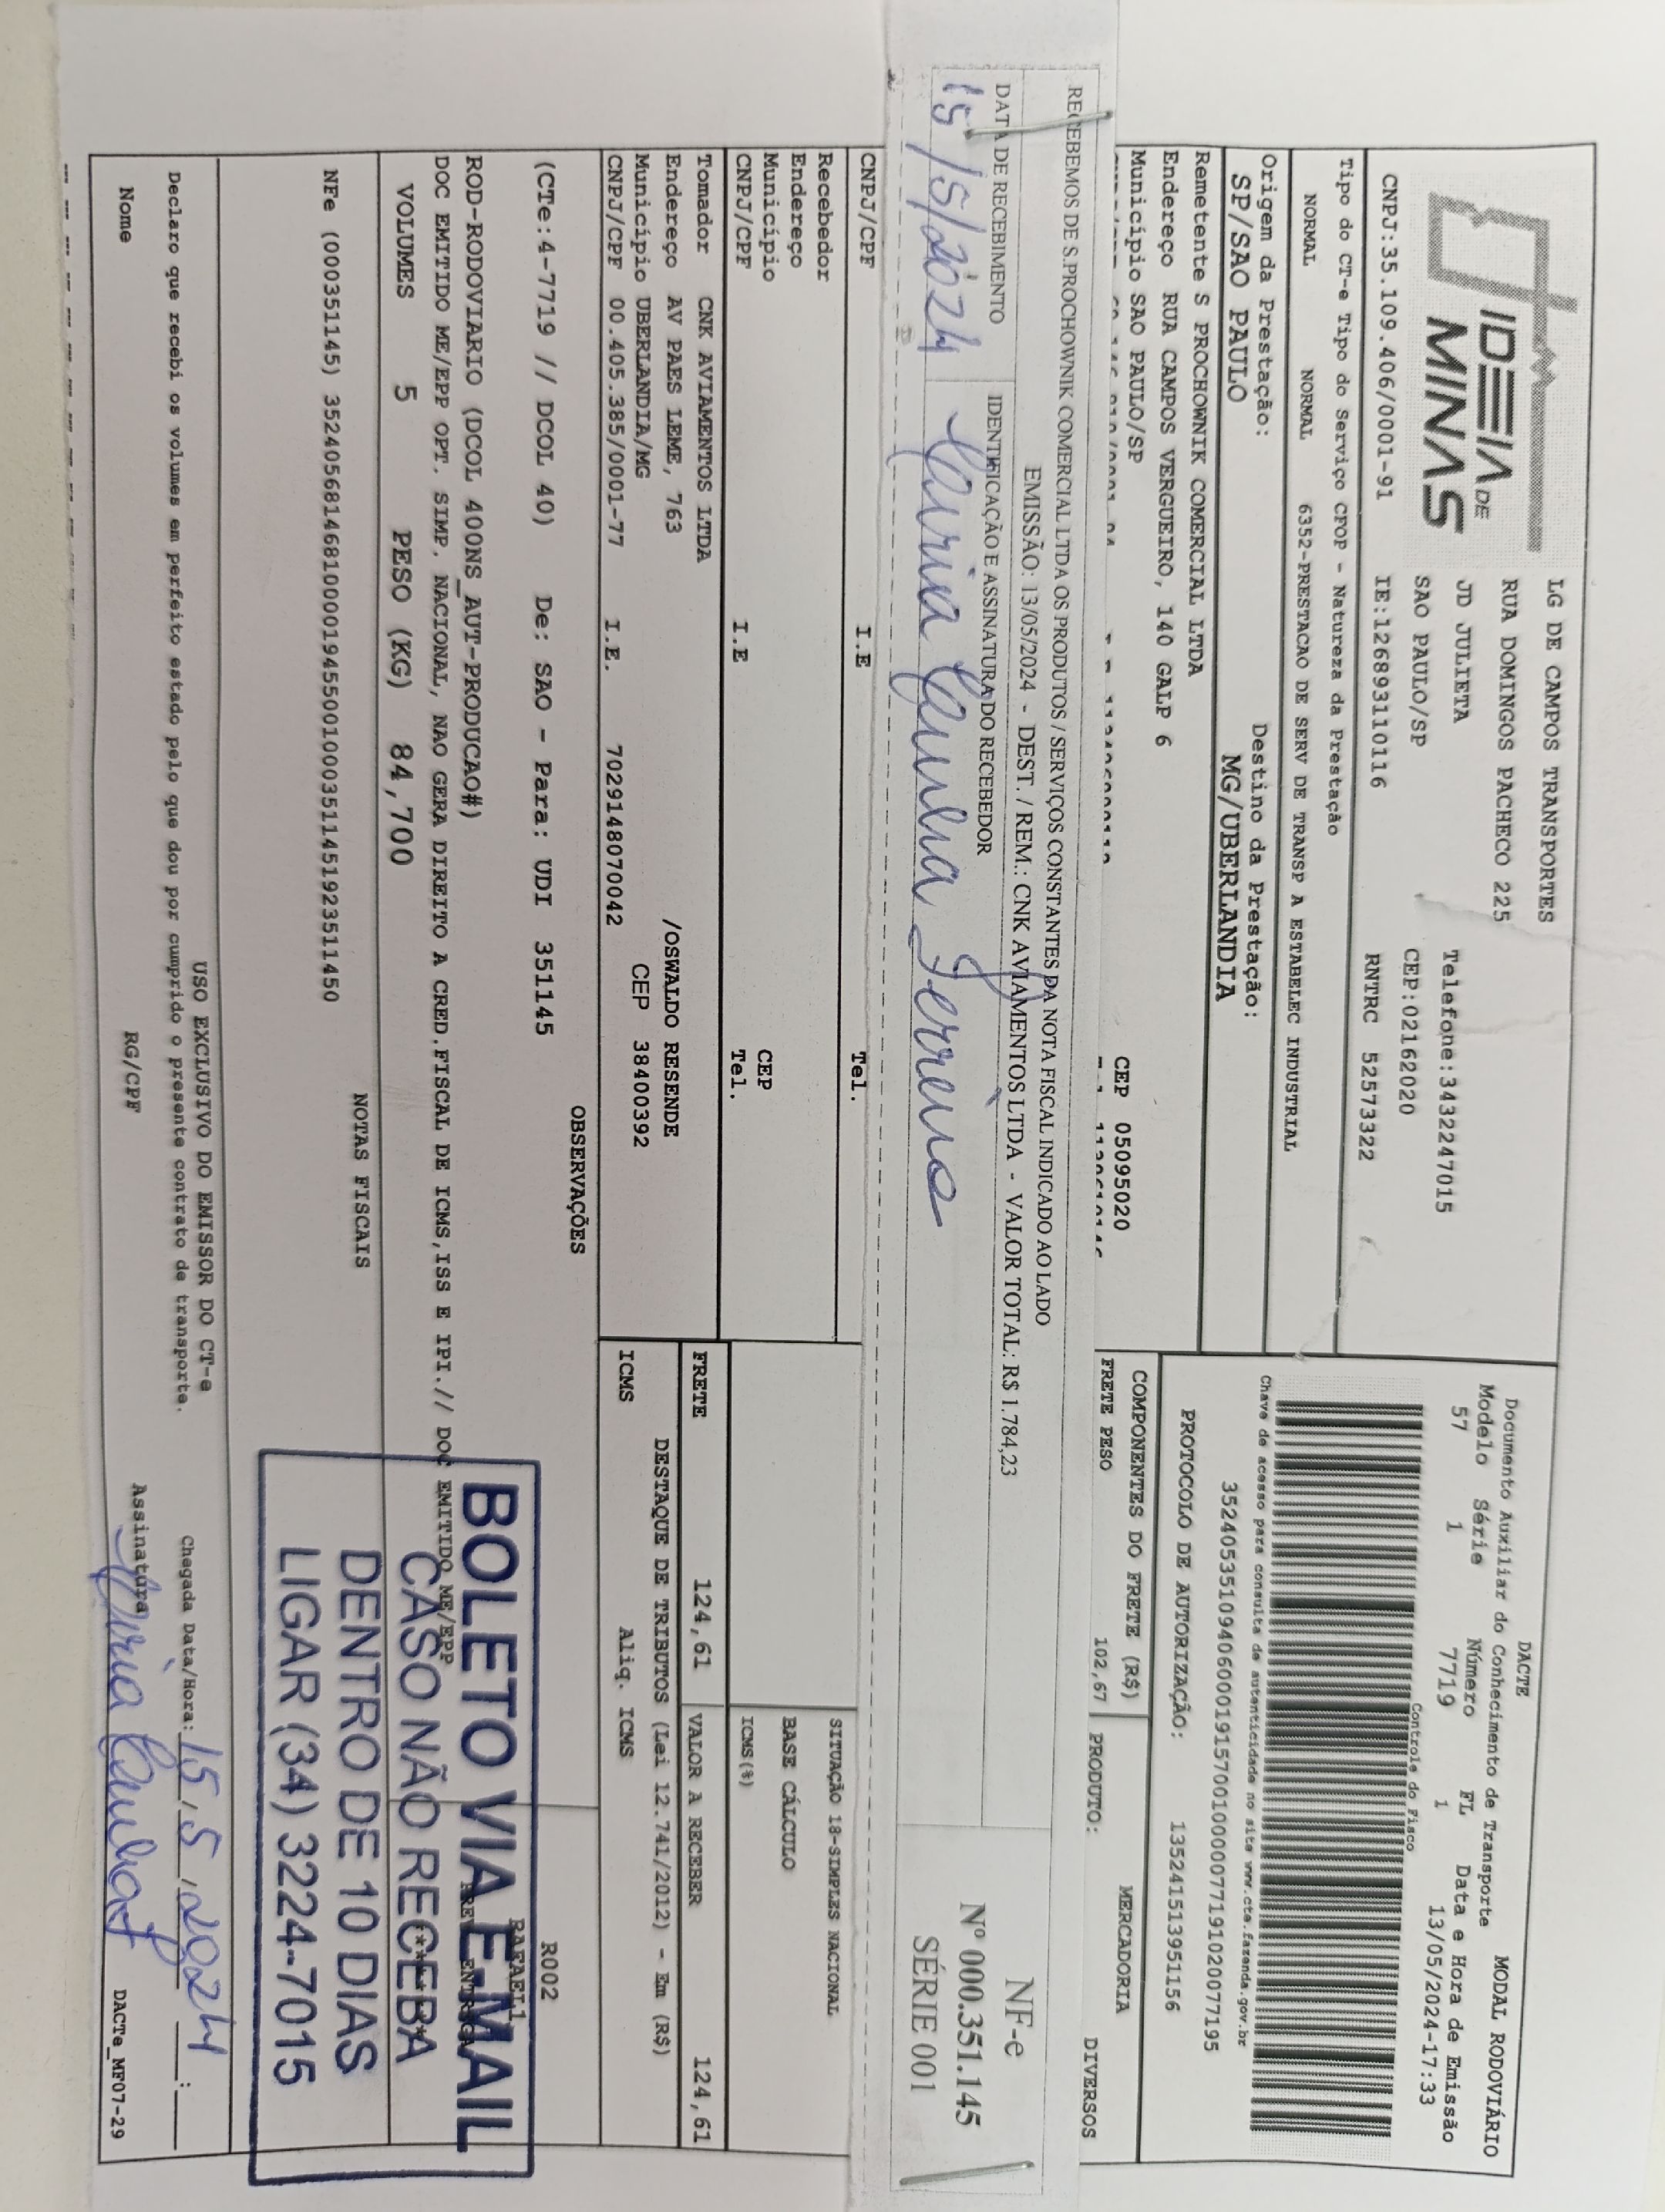 IDEIA DE
MINAS
LG DE CAMPOS TRANSPORTES
RUA DOMINGOS PACHECO 225
JD JULIETA
SAO PAULO/SP
Telefone:3432247015
CEP:02162020
CNPJ:35.109.406/0001-91 IE:126893110116 RNTRC 52573322
DACTE MODAL RODOVIÁRIO
Documento Auxiliar do Conhecimento de Transporte
Modelo Série Número FL Data e Hora de Emissão
57 1 7719 1 13/05/2024-17:33
Controle do Fisco
Chave de acesso para consulta de autenticidade no site www.cte.fazenda.gov.br
35240535109406000191570010000077191020077195
PROTOCOLO DE AUTORIZAÇÃO: 135241513951156
Tipo do CT-e Tipo do Serviço CFOP - Natureza da Prestação
NORMAL NORMAL 6352-PRESTACAO DE SERV DE TRANSP A ESTABELEC INDUSTRIAL
Origem da Prestação: Destino da Prestação:
SP/SAO PAULO MG/UBERLANDIA
Remetente S PROCHOWNIK COMERCIAL LTDA
Endereço RUA CAMPOS VERGUEIRO, 140 GALP 6
Município SAO PAULO/SP CEP 05095020
COMPONENTES DO FRETE (R$) MERCADORIA
FRETE PESO 102,67 PRODUTO: DIVERSOS
RECEBEMOS DE S.PROCHOWNIK COMERCIAL LTDA OS PRODUTOS / SERVIÇOS CONSTANTES DA NOTA FISCAL INDICADO AO LADO
EMISSÃO: 13/05/2024 - DEST. / REM.: CNK AVIAMENTOS LTDA - VALOR TOTAL: R$ 1.784,23
DATA DE RECEBIMENTO IDENTIFICAÇÃO E ASSINATURA DO RECEBEDOR
15/5/2024
NF-e
Nº 000.351.145
SÉRIE 001
CNPJ/CPF I.E Tel.
Recebedor
Endereço
Município CEP
CNPJ/CPF I.E Tel.
SITUAÇÃO 18-SIMPLES NACIONAL
BASE CÁLCULO
ICMS(%)
Tomador CNK AVIAMENTOS LTDA
Endereço AV PAES LEME, 763 /OSWALDO RESENDE
Município UBERLANDIA/MG CEP 38400392
CNPJ/CPF 00.405.385/0001-77 I.E. 7029148070042
FRETE 124,61 VALOR A RECEBER 124,61
DESTAQUE DE TRIBUTOS (Lei 12.741/2012) - Em (R$)
ICMS Aliq. ICMS
OBSERVAÇÕES
(CTe:4-7719 // DCOL 40) De: SAO - Para: UDI 351145
R002
RAFAEL1
ROD-RODOVIARIO (DCOL 400NS_AUT-PRODUCAO#)
DOC EMITIDO ME/EPP OPT. SIMP. NACIONAL, NAO GERA DIREITO A CRED.FISCAL DE ICMS,ISS E IPI.// DOC EMITIDO ME/EPP
VOLUMES 5 PESO (KG) 84,700
NOTAS FISCAIS
NFe (000351145) 35240568146810000194550010003511451923511450
BOLETO VIA E-MAIL
CASO NÃO RECEBA
DENTRO DE 10 DIAS
LIGAR (34) 3224-7015
USO EXCLUSIVO DO EMISSOR DO CT-e
Declaro que recebi os volumes em perfeito estado pelo que dou por cumprido o presente contrato de transporte.
Chegada Data/Hora: 15/5/2024 :
Nome RG/CPF Assinatura
DACTe_MF07-29